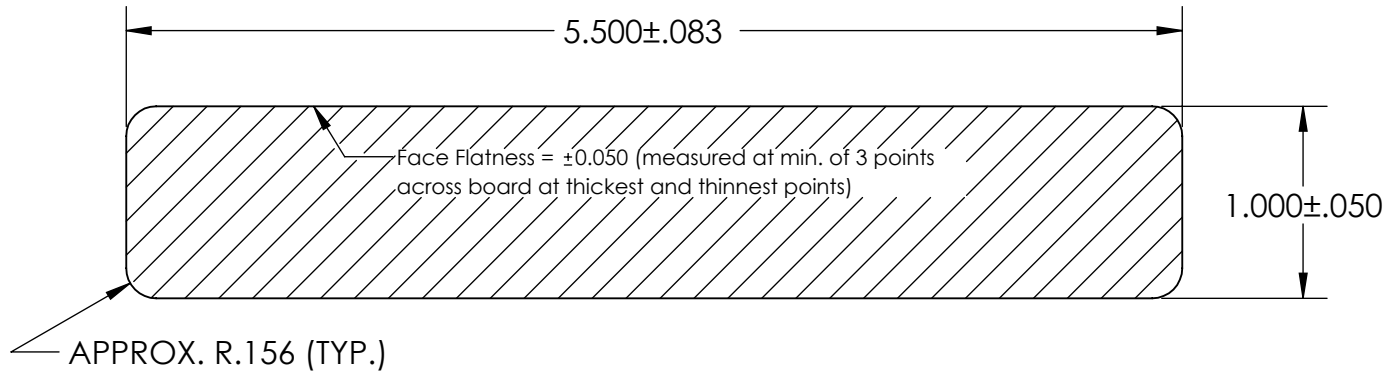 5.500±.083
Face Flatness = ±0.050 (measured at min. of 3 points
across board at thickest and thinnest points)
1.000±.050
APPROX. R.156 (TYP.)